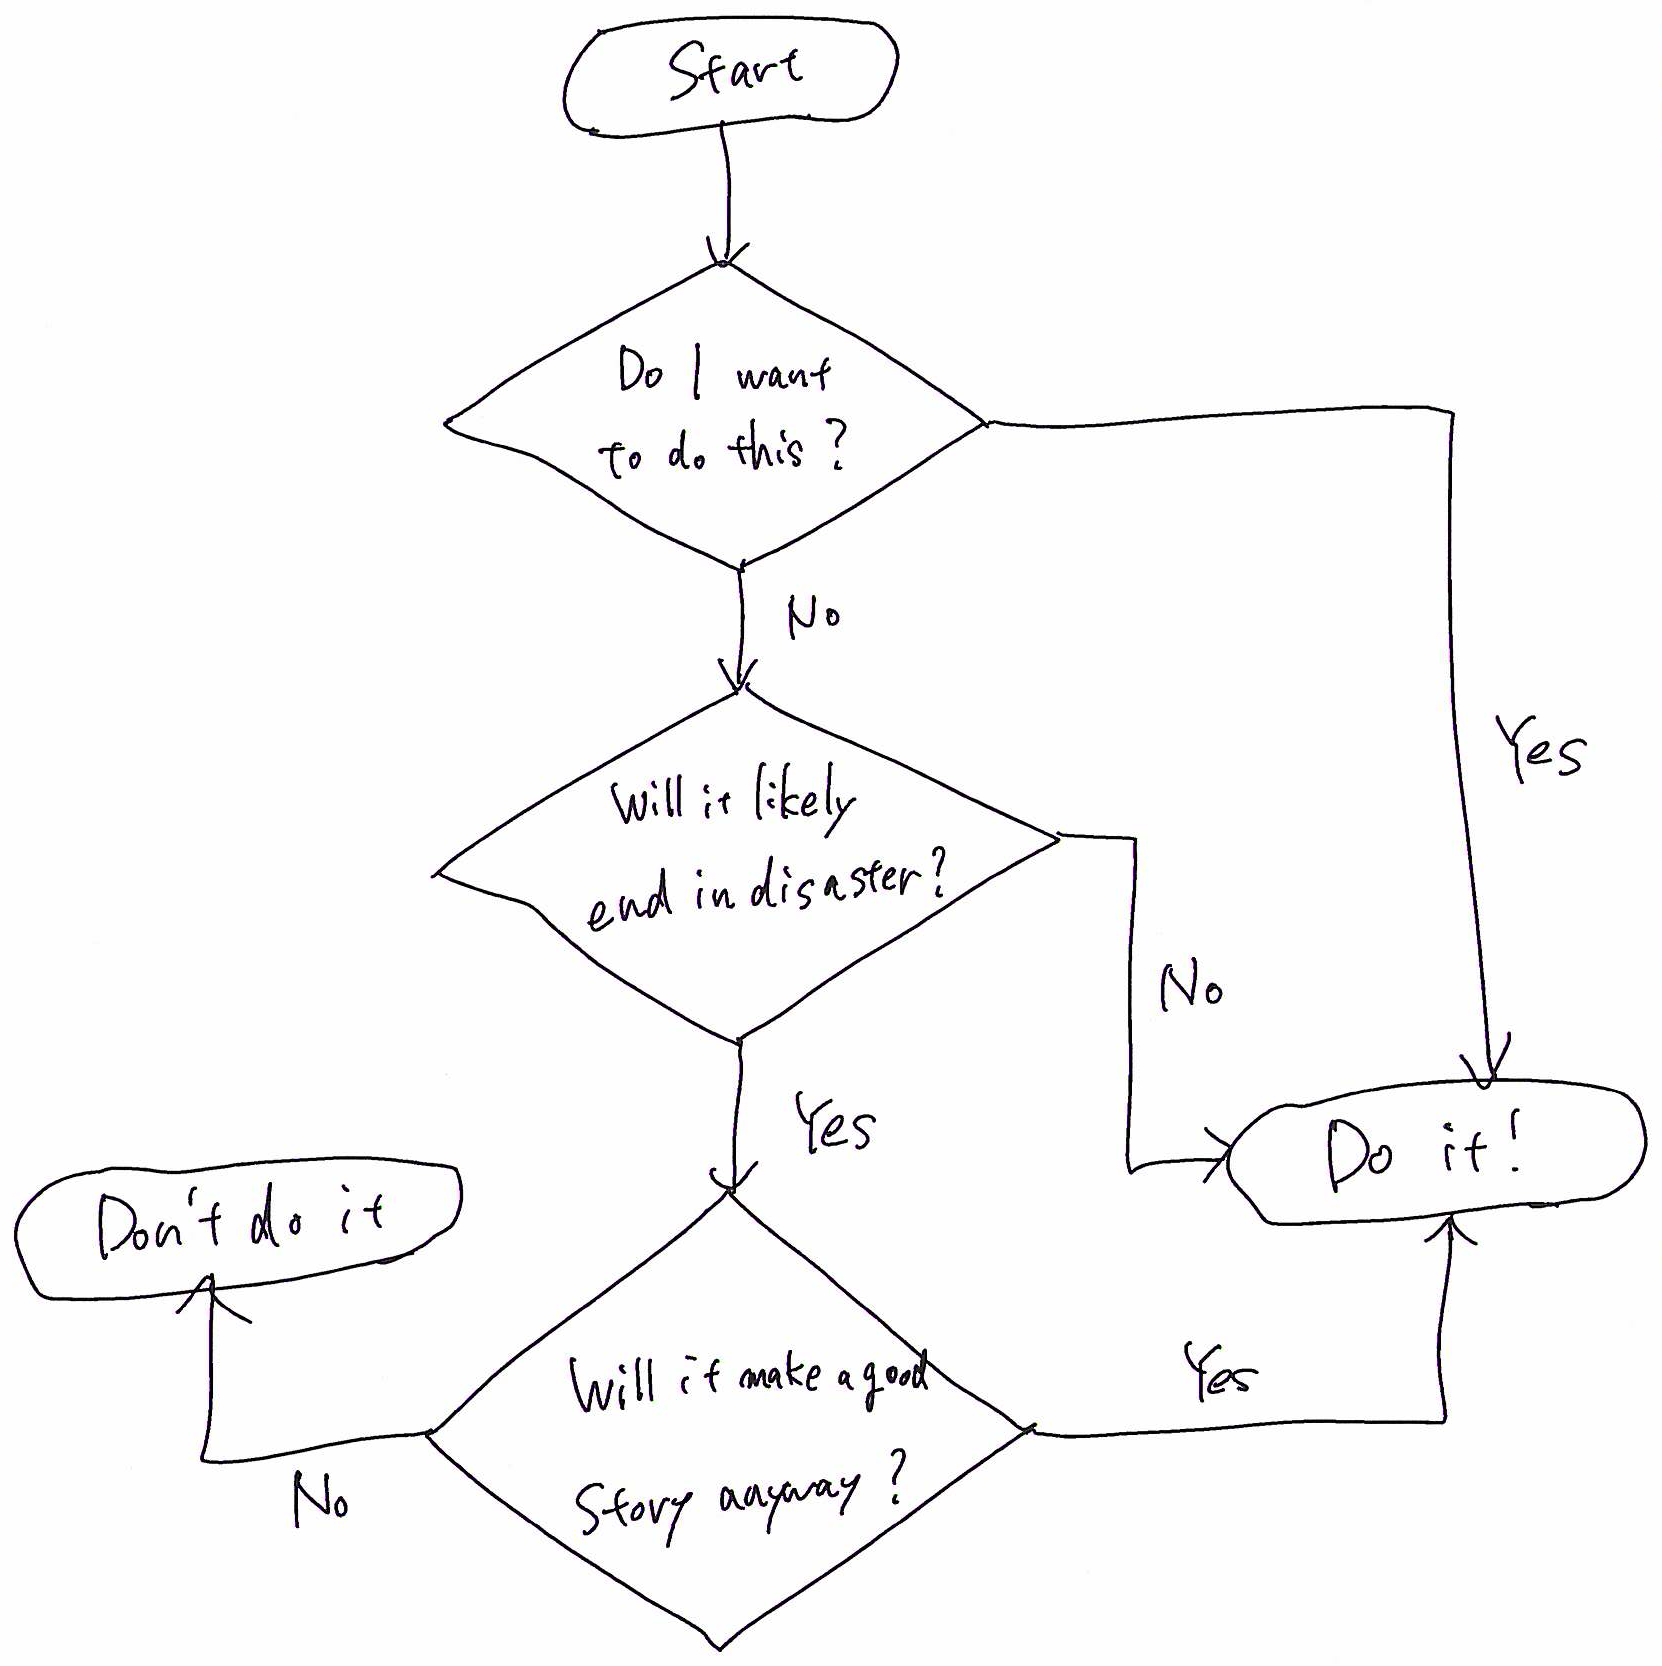 Start
Do I want
to do this?
No
Yes
Will it likely
end in disaster?
No
Yes
Don't do it
Do it!
Will it make a good
Story anyway?
Yes
No